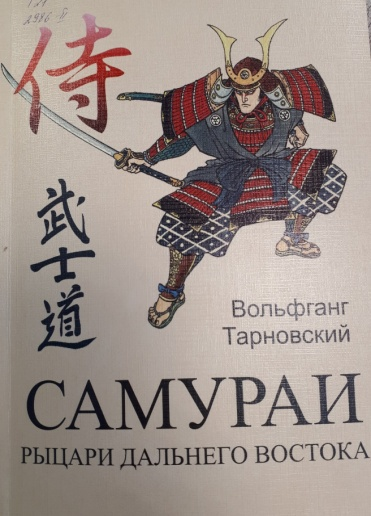 侍
武
士
道
Вольфганг
Тарновский
САМУРАИ
РЫЦАРИ ДАЛЬНЕГО ВОСТОКА